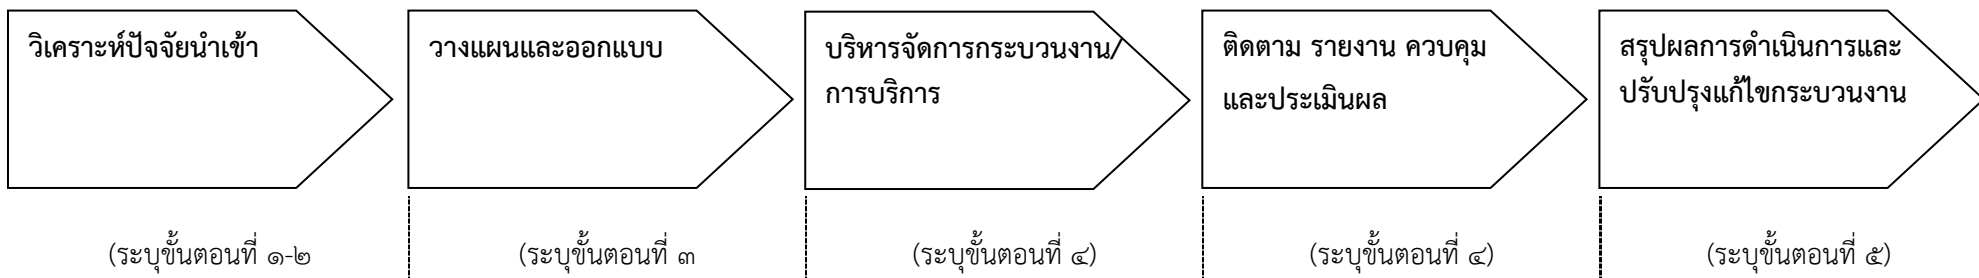 วิเคราะห์ปัจจัยนำเข้า
วางแผนและออกแบบ
บริหารจัดการกระบวนงาน/
การบริการ
ติดตาม รายงาน ควบคุม
และประเมินผล
สรุปผลการดำเนินการและ
ปรับปรุงแก้ไขกระบวนงาน
(ระบุขั้นตอนที่ ๑-๒
(ระบุขั้นตอนที่ ๓
(ระบุขั้นตอนที่ ๔)
(ระบุขั้นตอนที่ ๔)
(ระบุขั้นตอนที่ ๕)